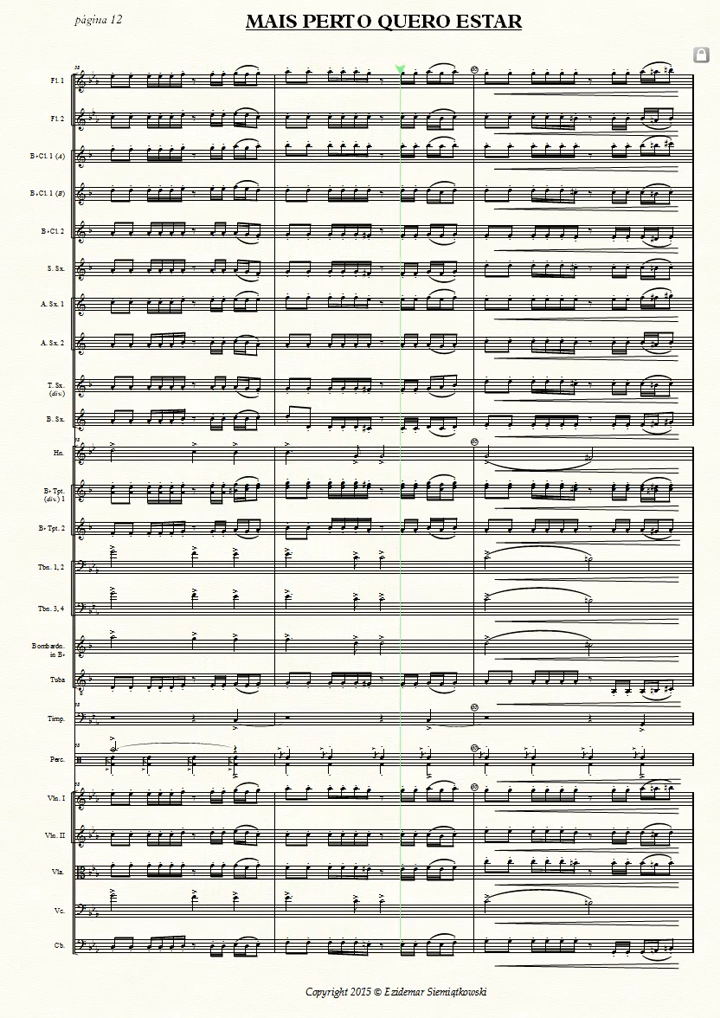 página 12
MAIS PERTO QUERO ESTAR
Fl. 1
Fl. 2
B♭Cl. 1 (A)
B♭Cl. 1 (B)
B♭Cl. 2
S. Sx.
A. Sx. 1
A. Sx. 2
T. Sx.
(div.)
B. Sx.
Hn.
B♭ Tpt.
(div.) 1
B♭ Tpt. 2
Tbn. 1, 2
Tbn. 3, 4
Bombardn.
in B♭
Tuba
Timp.
Perc.
Vln. I
Vln. II
Vla.
Vc.
Cb.
Copyright 2015 © Ezidemar Siemiątkowski